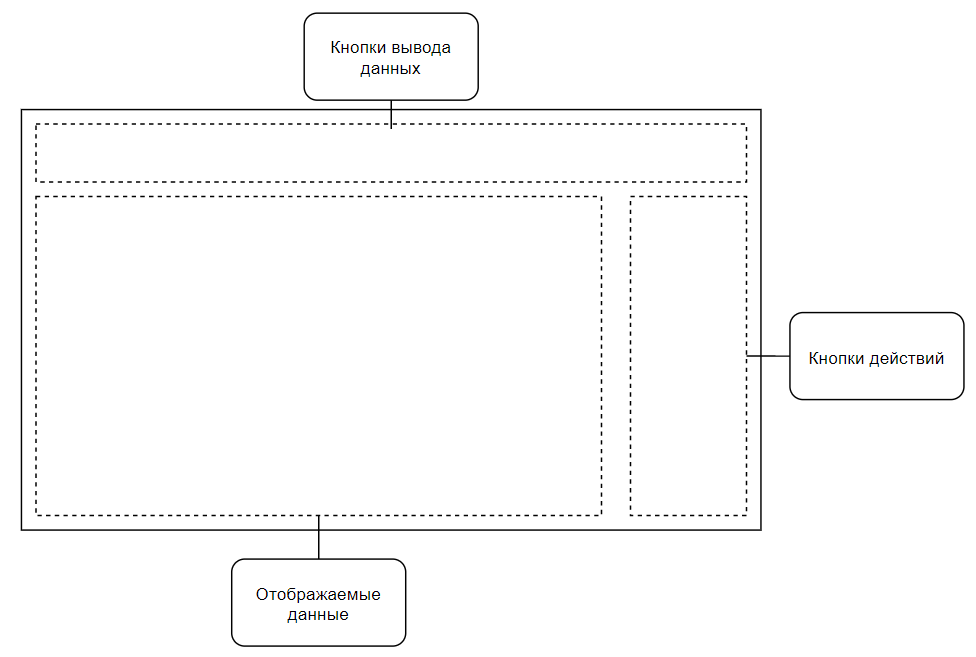 Кнопки вывода
данных
Кнопки действий
Отображаемые
данные